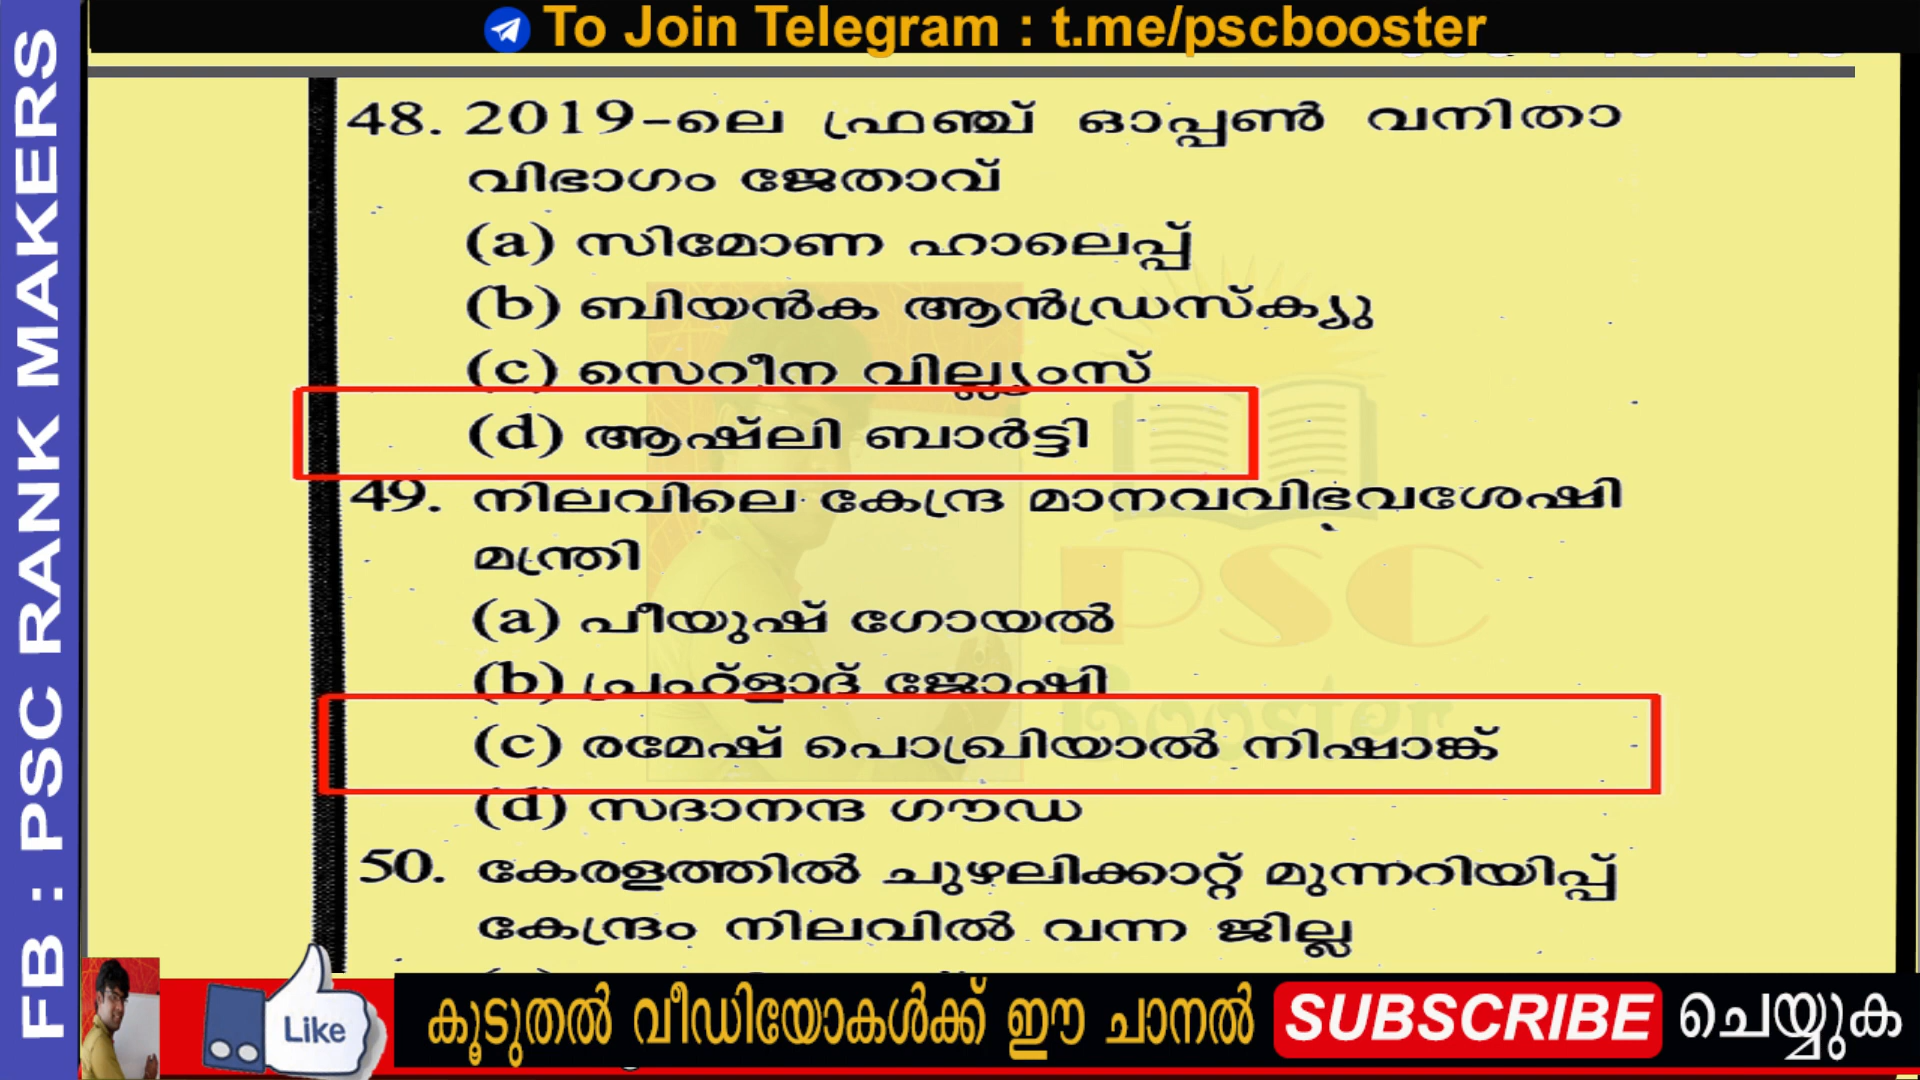 To Join Telegram : t.me/pscbooster
FB : PSC RANK MAKERS
48. 2019-ലെ ഫ്രഞ്ച് ഓപ്പൺ വനിതാ
വിഭാഗം ജേതാവ്
(a) സിമോണ ഹാലെപ്പ്
(b) ബിയൻക ആൻഡ്രസ്ക്യു
(c) സെറീന വില്ല്യംസ്
(d) ആഷ്‌ലി ബാർട്ടി
49. നിലവിലെ കേന്ദ്ര മാനവവിഭവശേഷി
മന്ത്രി
(a) പീയുഷ് ഗോയൽ
(b) പ്രഹ്ളാദ് ജോഷി
(c) രമേഷ് പൊഖ്രിയാൽ നിഷാങ്ക്
(d) സദാനന്ദ ഗൗഡ
50. കേരളത്തിൽ ചുഴലിക്കാറ്റ് മുന്നറിയിപ്പ്
കേന്ദ്രം നിലവിൽ വന്ന ജില്ല
PSC
Booster
Like
കൂടുതൽ വീഡിയോകൾക്ക് ഈ ചാനൽ SUBSCRIBE ചെയ്യുക